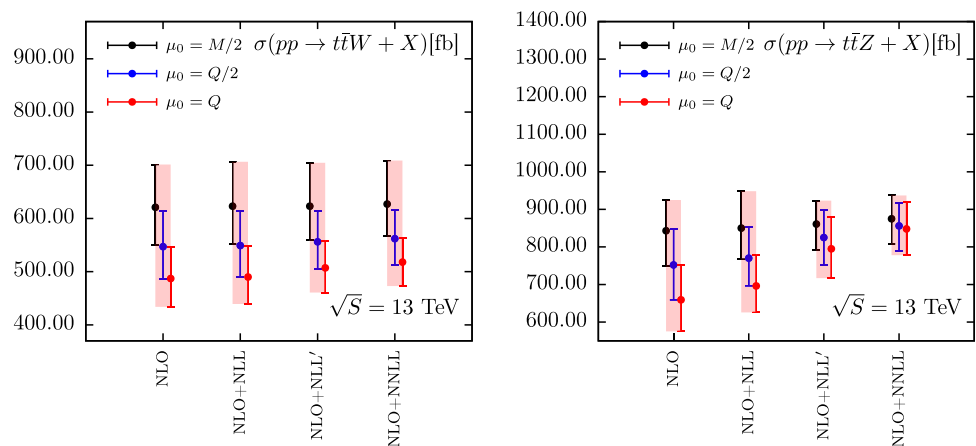 μ₀ = M/2 σ(pp → tt̄W + X)[fb]
μ₀ = Q/2
μ₀ = Q
900.00
800.00
700.00
600.00
500.00
400.00
√S = 13 TeV
NLO
NLO+NLL
NLO+NLL′
NLO+NNLL
1400.00
μ₀ = M/2 σ(pp → tt̄Z + X)[fb]
μ₀ = Q/2
μ₀ = Q
1300.00
1200.00
1100.00
1000.00
900.00
800.00
700.00
600.00
√S = 13 TeV
NLO
NLO+NLL
NLO+NLL′
NLO+NNLL